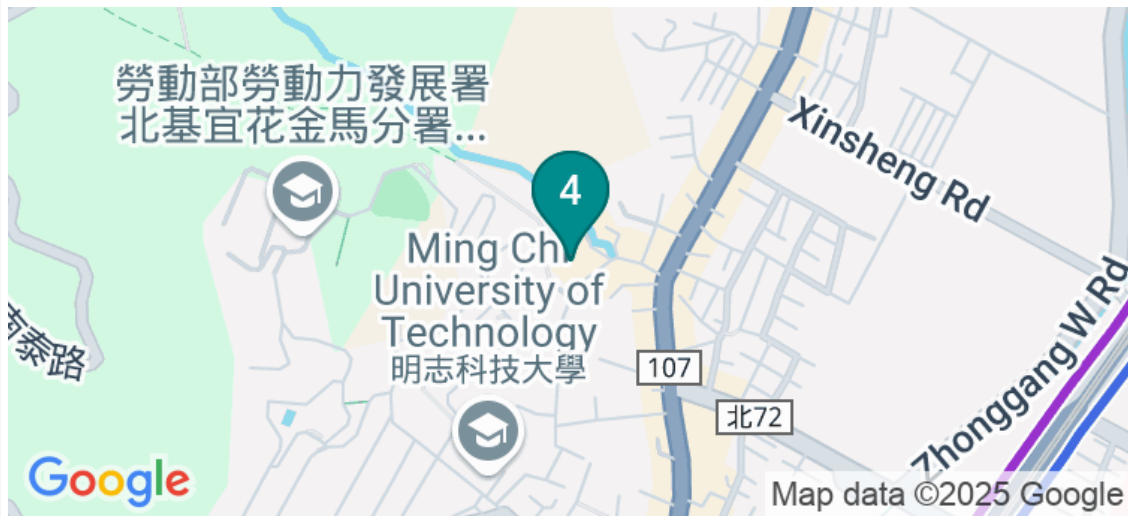 勞動部勞動力發展署
北基宜花金馬分署...
4
Xinsheng Rd
Ming Chi
University of
Technology
明志科技大學
南泰路
107
北72
Zhonggang W Rd
Google
Map data ©2025 Google